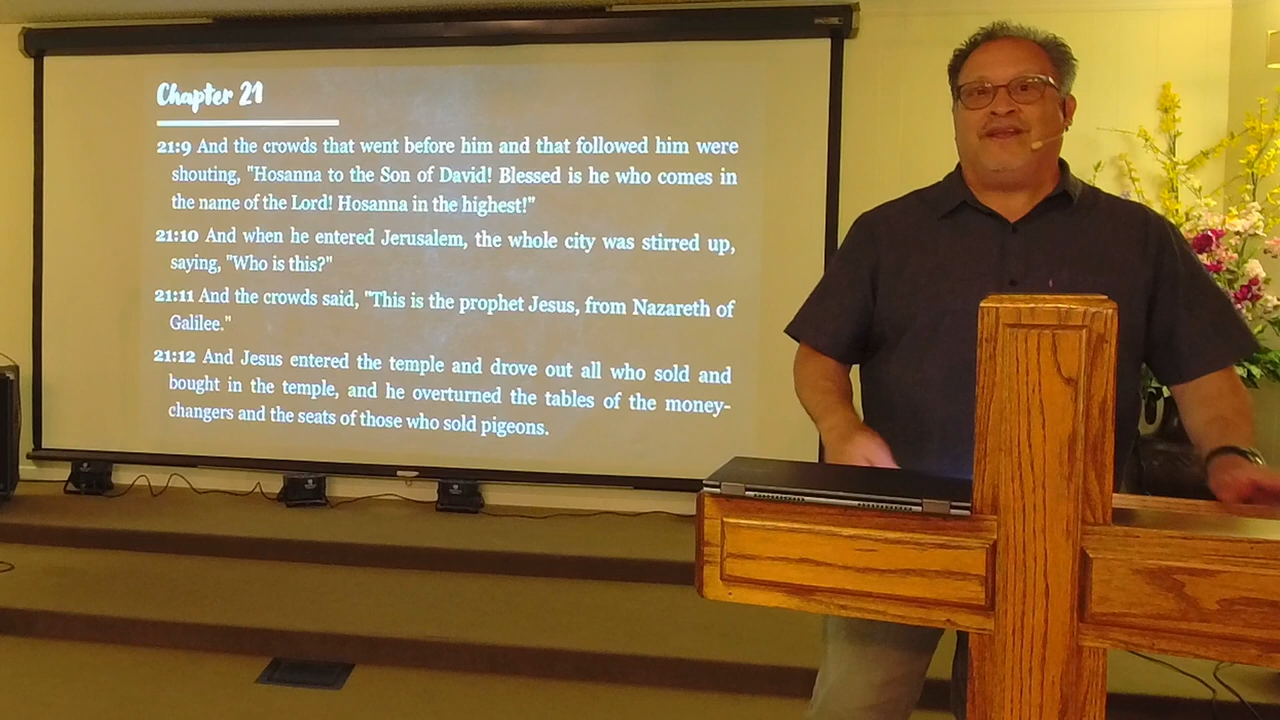 Chapter 21
21:9 And the crowds that went before him and that followed him were
shouting, "Hosanna to the Son of David! Blessed is he who comes in
the name of the Lord! Hosanna in the highest!"
21:10 And when he entered Jerusalem, the whole city was stirred up,
saying, "Who is this?"
21:11 And the crowds said, "This is the prophet Jesus, from Nazareth of
Galilee."
21:12 And Jesus entered the temple and drove out all who sold and
bought in the temple, and he overturned the tables of the money-
changers and the seats of those who sold pigeons.